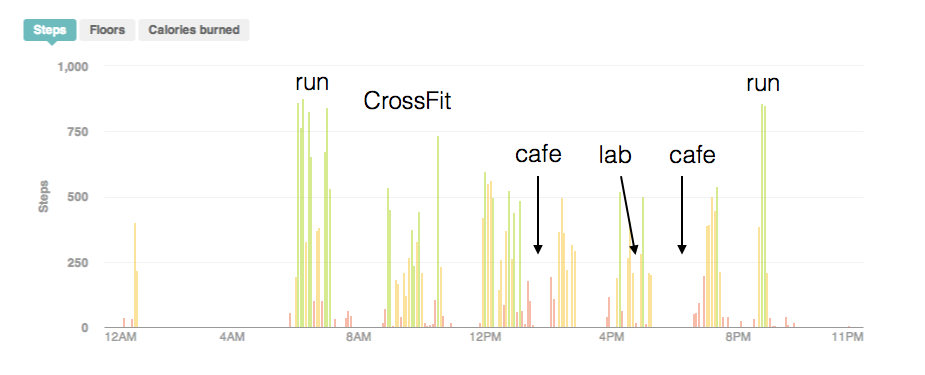 Steps Floors Calories burned
1,000
run
run
CrossFit
750
cafe lab cafe
Steps
500
250
0
12AM 4AM 8AM 12PM 4PM 8PM 11PM